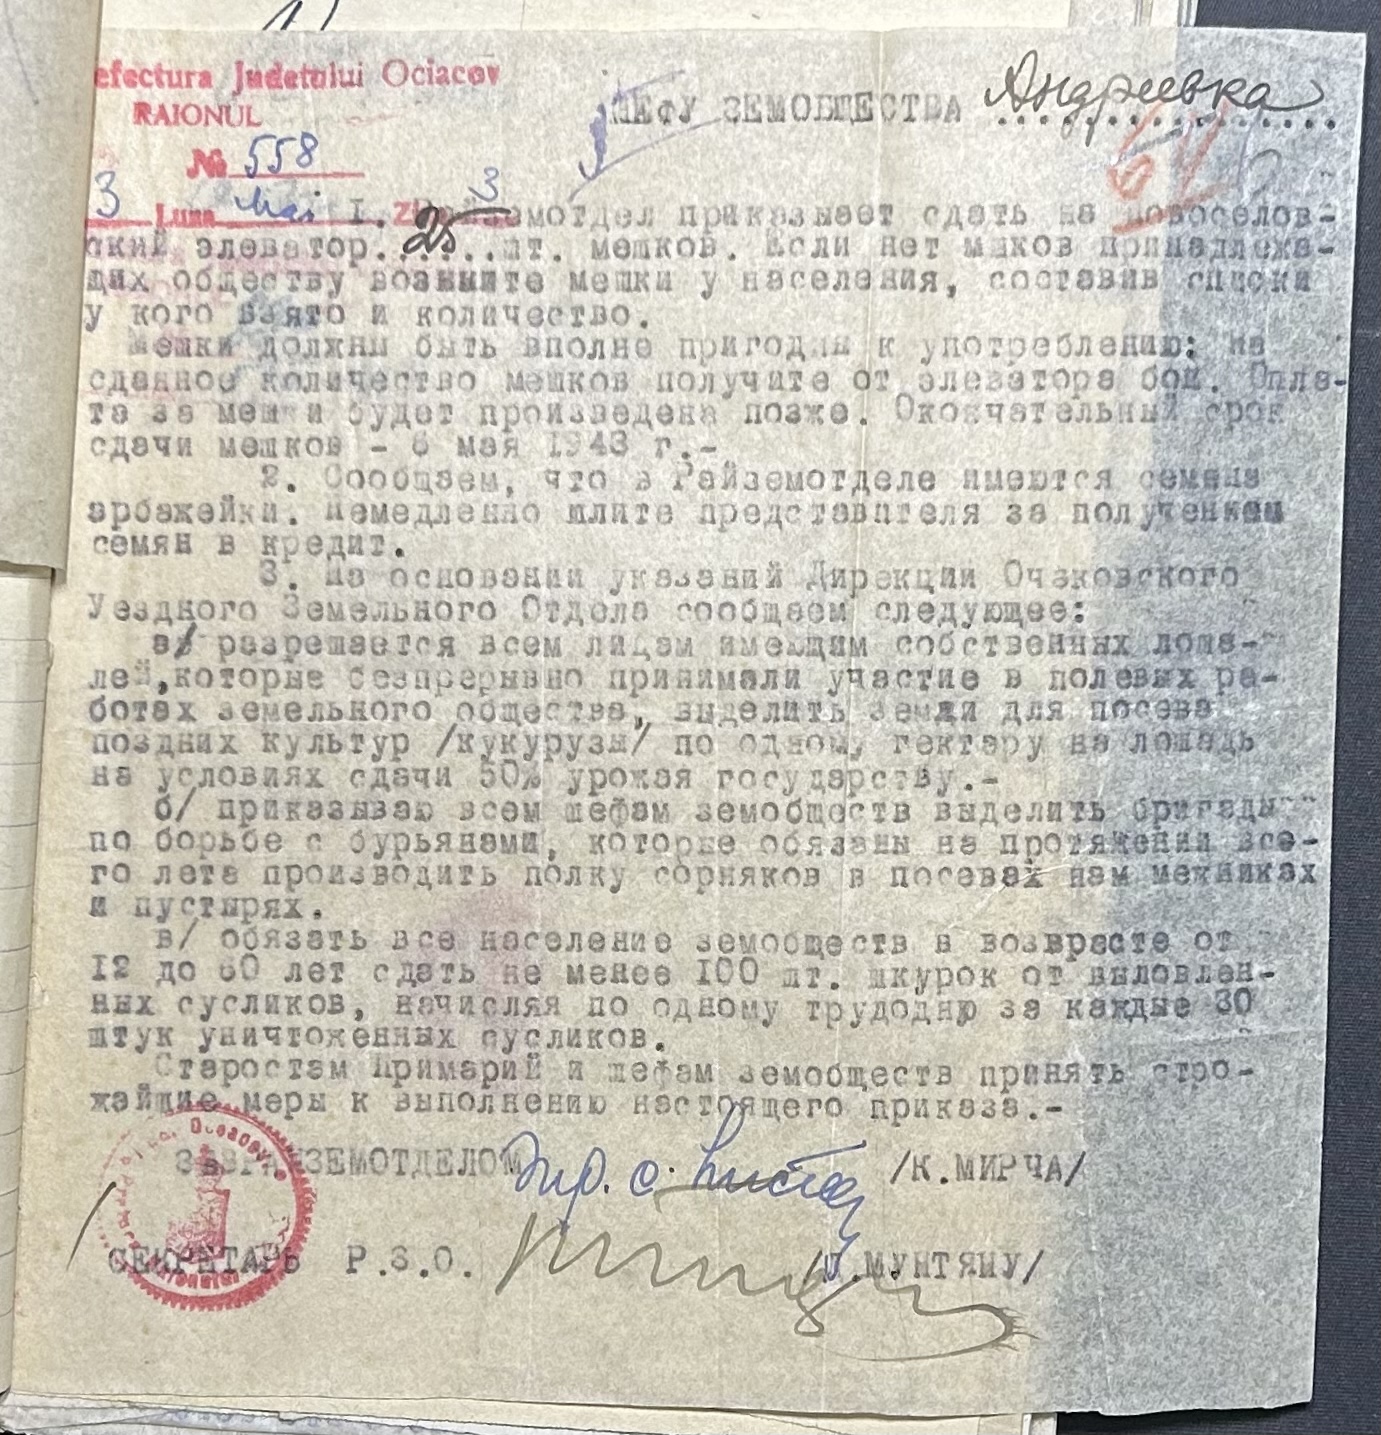 efectura Judetului Ociacov
RAIONUL
№ 558
3 Luna Mai
ШЕФУ ЗЕМОБЩЕСТВА Андреевка
I. земотдел приказывает сдать на новоселов-
ский элеватор..25..шт. мешков. Если нет мшков принадлежа-
щих обществу возьмите мешки у населения, составив списки
у кого взято и количество.
Мешки должны быть вполне пригодны к употреблению: на
сданное количество мешков получите от элеватора бон. Опла-
та за мешки будет произведена позже. Окончательный срок
сдачи мешков - мая 1943 г.-
2. Сообщаем, что в Райземотделе имеются семена
арбажейки. Немедленно шлите представителя за получением
семян в кредит.
3. На основании указаний Дирекции Очаковского
Уездного Земельного Отдела сообщаем следующее:
а/ разрешается всем лицам имеющим собственных лоша-
лей,которые безпрерывно принимали участие в полевых ра-
ботах земельного общества, выделить земли для посева
поздних культур /кукурузы/ по одному гектару на лошадь
на условиях сдачи 50% урожая государству.-
б/ приказываю всем шефам земобществ выделить бригады
по борьбе с бурьянами, которые обязаны на протяжении все-
го лета производить полку сорняков в посевах нам межниках
и пустырях.
в/ обязать все население земобществ в возврасте от
12 до 60 лет сдать не менее 100 шт. шкурок от выловлен-
ных сусликов, начисляя по одному трудодню за каждые 30
штук уничтоженных сусликов.
Старостам Примарий и шефам земобществ принять стро-
жайшие меры к выполнению настоящего приказа.-
ЗАВРАЙЗЕМОТДЕЛОМ /К.МИРЧА/
СЕКРЕТАРЬ Р.З.О. /Л.МУНТЯНУ/